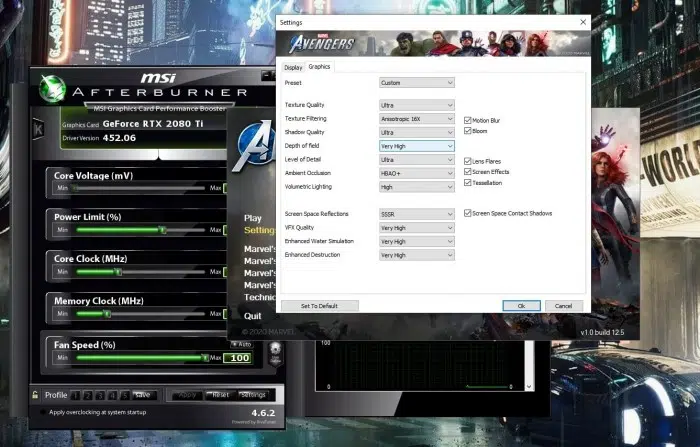 msi
AFTERBURNER
MSI Graphics Card Performance Booster
K
Graphics Card GeForce RTX 2080 Ti
Driver Version 452.06
Core Voltage (mV)
Min Max
Power Limit (%)
Min Max
Core Clock (MHz)
Min Max
Memory Clock (MHz)
Min Max
Fan Speed (%)
Auto
Min Max 100
Profile 1 2 3 4 5 Save Apply Reset Settings
Apply overclocking at system startup
4.6.2
Powered by Rivatuner
Play
Settings
Marvel's
Marvel's
Marvel's
Marvel's
Technic
Quit
© 2020 MARVEL
v1.0 build 12.5
Settings
MARVEL
AVENGERS
Display Graphics
Preset Custom
Texture Quality Ultra
Texture Filtering Anisotropic 16X Motion Blur
Shadow Quality Ultra Bloom
Depth of field Very High
Level of Detail Ultra Lens Flares
Ambient Occlusion HBAO+ Screen Effects
Volumetric Lighting High Tessellation
Screen Space Reflections SSSR Screen Space Contact Shadows
VFX Quality Very High
Enhanced Water Simulation Very High
Enhanced Destruction Very High
Set To Default Ok Cancel
100
0 0
-WORL